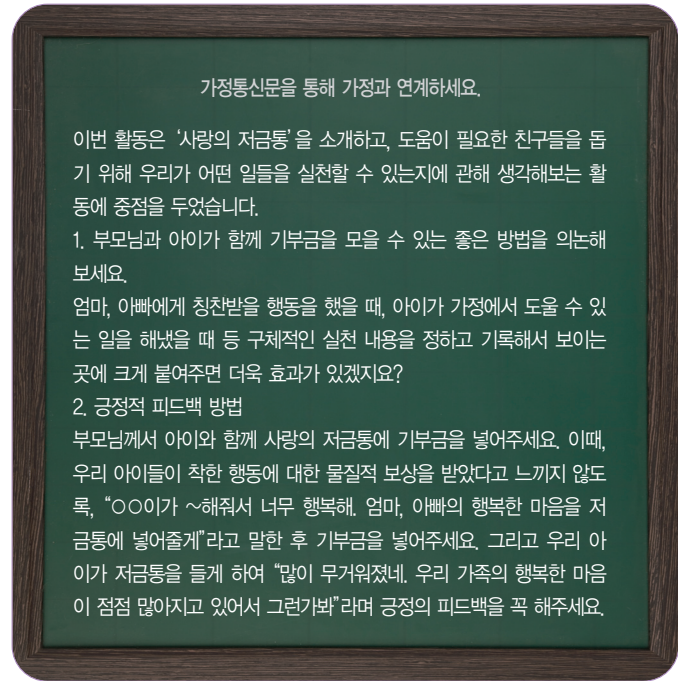 가정통신문을 통해 가정과 연계하세요.
이번 활동은 ‘사랑의 저금통’을 소개하고, 도움이 필요한 친구들을 돕
기 위해 우리가 어떤 일들을 실천할 수 있는지에 관해 생각해보는 활
동에 중점을 두었습니다.
1. 부모님과 아이가 함께 기부금을 모을 수 있는 좋은 방법을 의논해
보세요.
엄마, 아빠에게 칭찬받을 행동을 했을 때, 아이가 가정에서 도울 수 있
는 일을 해냈을 때 등 구체적인 실천 내용을 정하고 기록해서 보이는
곳에 크게 붙여주면 더욱 효과가 있겠지요?
2. 긍정적 피드백 방법
부모님께서 아이와 함께 사랑의 저금통에 기부금을 넣어주세요. 이때,
우리 아이들이 착한 행동에 대한 물질적 보상을 받았다고 느끼지 않도
록, “○○이가 ~해줘서 너무 행복해. 엄마, 아빠의 행복한 마음을 저
금통에 넣어줄게”라고 말한 후 기부금을 넣어주세요. 그리고 우리 아
이가 저금통을 들게 하여 “많이 무거워졌네. 우리 가족의 행복한 마음
이 점점 많아지고 있어서 그런가봐”라며 긍정의 피드백을 꼭 해주세요.